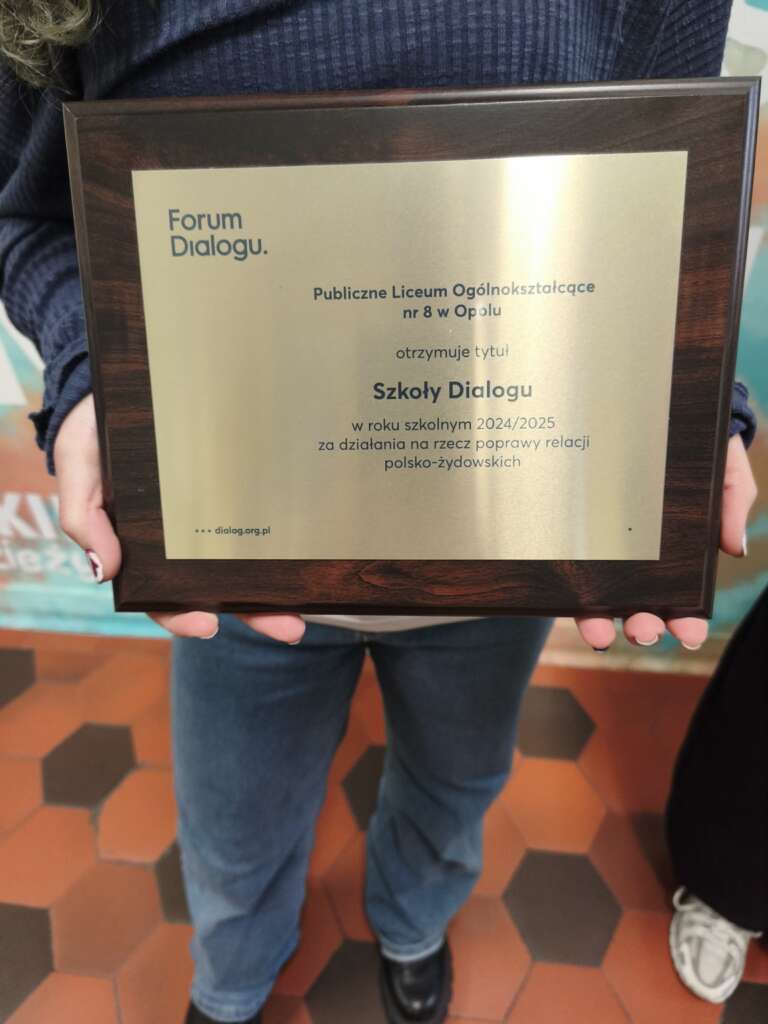 Forum
Dialogu.
Publiczne Liceum Ogólnokształcące
nr 8 w Opolu
otrzymuje tytuł
Szkoły Dialogu
w roku szkolnym 2024/2025
za działania na rzecz poprawy relacji
polsko-żydowskich
dialog.org.pl